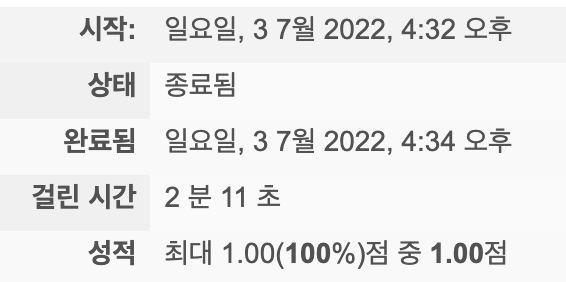 시작: 일요일, 3 7월 2022, 4:32 오후
상태 종료됨
완료됨 일요일, 3 7월 2022, 4:34 오후
걸린 시간 2 분 11 초
성적 최대 1.00(100%)점 중 1.00점